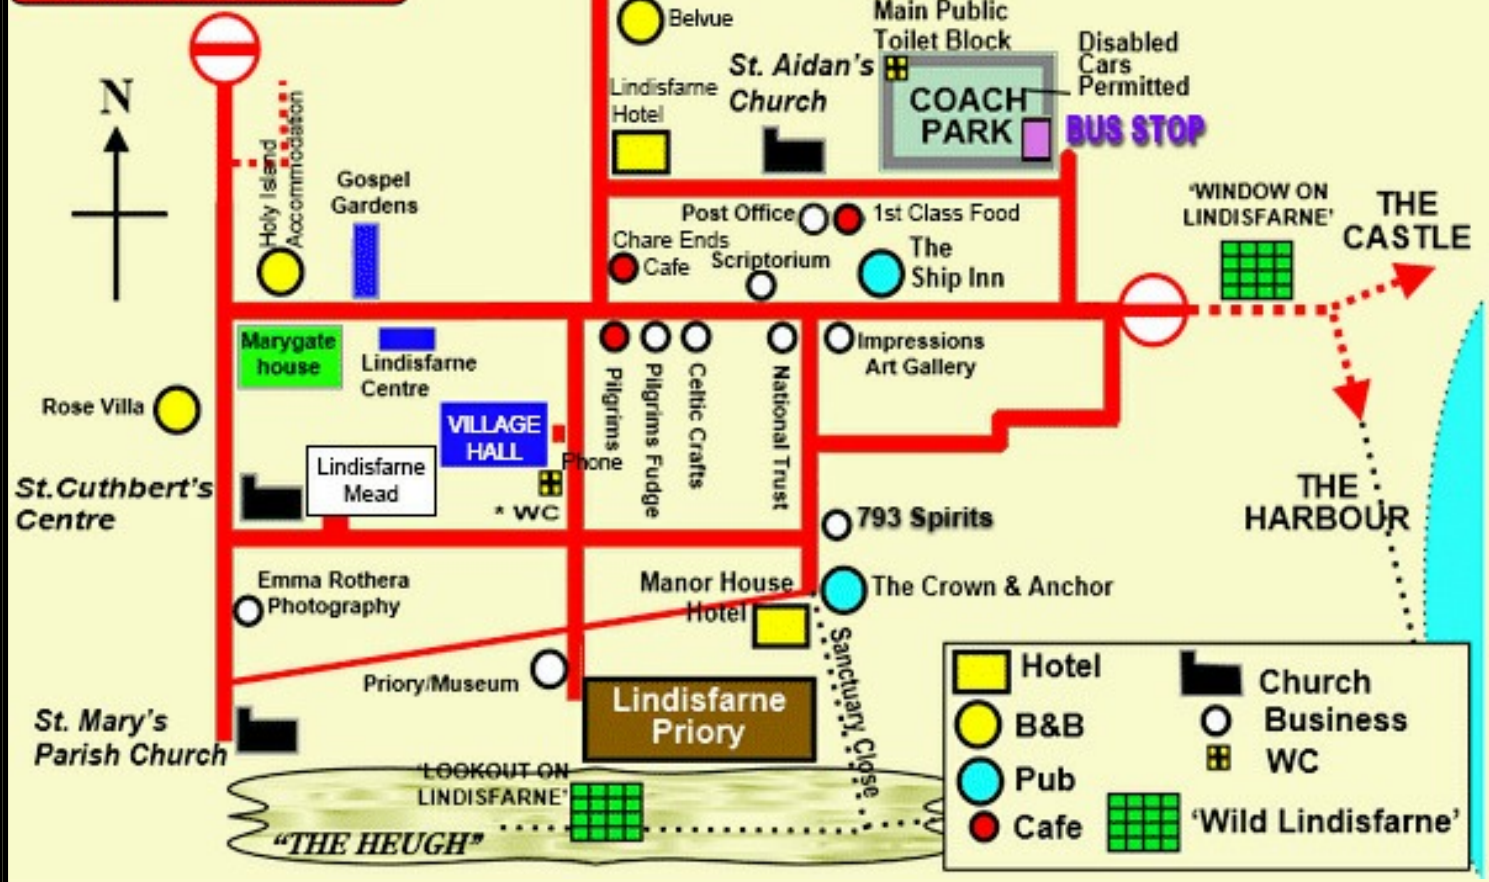 Belvue
Main Public
Toilet Block
Disabled
Cars
Permitted
N
Lindisfarne
Hotel
St. Aidan's
Church
COACH
PARK
BUS STOP
Holy Island
Accommodation
Gospel
Gardens
Post Office
1st Class Food
Chare Ends
Cafe
Scriptorium
The
Ship Inn
'WINDOW ON
LINDISFARNE'
THE
CASTLE
Marygate
house
Lindisfarne
Centre
Rose Villa
VILLAGE
HALL
Phone
Pilgrims
Pilgrims Fudge
Celtic Crafts
National Trust
Impressions
Art Gallery
St.Cuthbert's
Centre
Lindisfarne
Mead
* WC
793 Spirits
THE
HARBOUR
Emma Rothera
Photography
Manor House
Hotel
The Crown & Anchor
Sanctuary Close
Priory/Museum
Lindisfarne
Priory
St. Mary's
Parish Church
'LOOKOUT ON
LINDISFARNE'
"THE HEUGH"
Hotel
B&B
Pub
Cafe
Church
Business
WC
'Wild Lindisfarne'